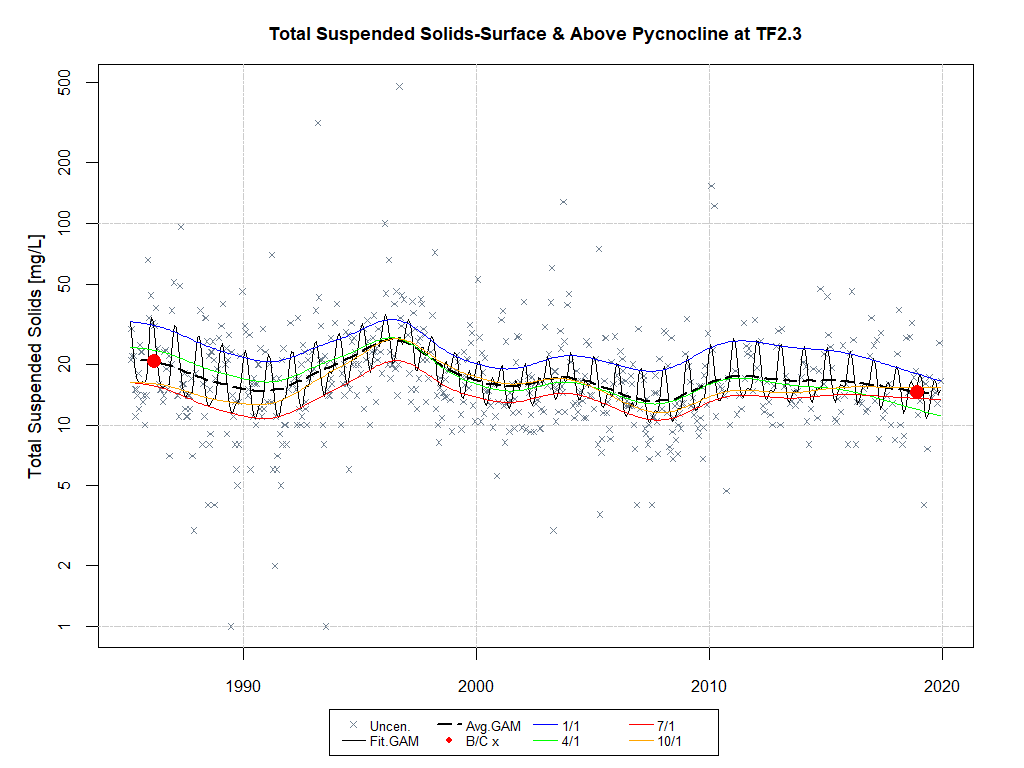 Total Suspended Solids-Surface & Above Pycnocline at TF2.3
Total Suspended Solids [mg/L]
500
200
100
50
20
10
5
2
1
1990 2000 2010 2020
Uncen. Avg.GAM 1/1 7/1
Fit.GAM B/C x 4/1 10/1